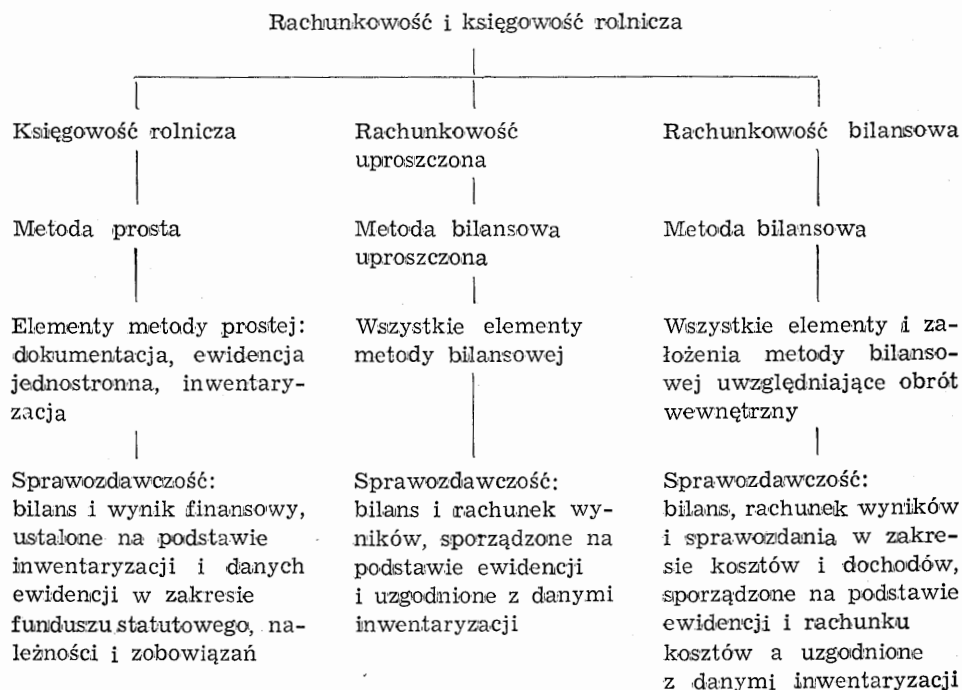 Rachunkowość i księgowość rolnicza
Księgowość rolnicza
Metoda prosta
Elementy metody prostej:
dokumentacja, ewidencja
jednostronna, inwentary-
zacja
Sprawozdawczość:
bilans i wynik finansowy,
ustalone na podstawie
inwentaryzacji i danych
ewidencji w zakresie
funduszu statutowego, na-
leżności i zobowiązań
Rachunkowość
uproszczona
Metoda bilansowa
uproszczona
Wszystkie elementy
metody bilansowej
Sprawozdawczość:
bilans i rachunek wy-
ników, sporządzone na
podstawie ewidencji
i uzgodnione z danymi
inwentaryzacji
Rachunkowość bilansowa
Metoda bilansowa
Wszystkie elementy i za-
łożenia metody bilanso-
wej uwzględniające obrót
wewnętrzny
Sprawozdawczość:
bilans, rachunek wyników
i sprawozdania w zakre-
sie kosztów i dochodów,
sporządzone na podstawie
ewidencji i rachunku
kosztów a uzgodnione
z danymi inwentaryzacji